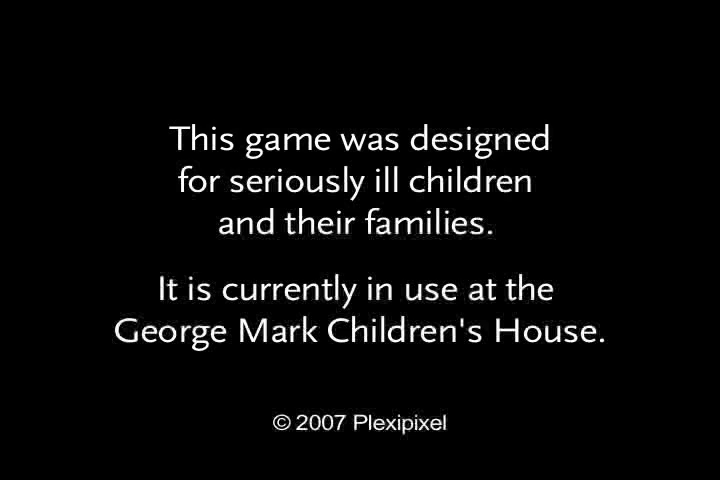 This game was designed
for seriously ill children
and their families.
It is currently in use at the
George Mark Children's House.
© 2007 Plexipixel